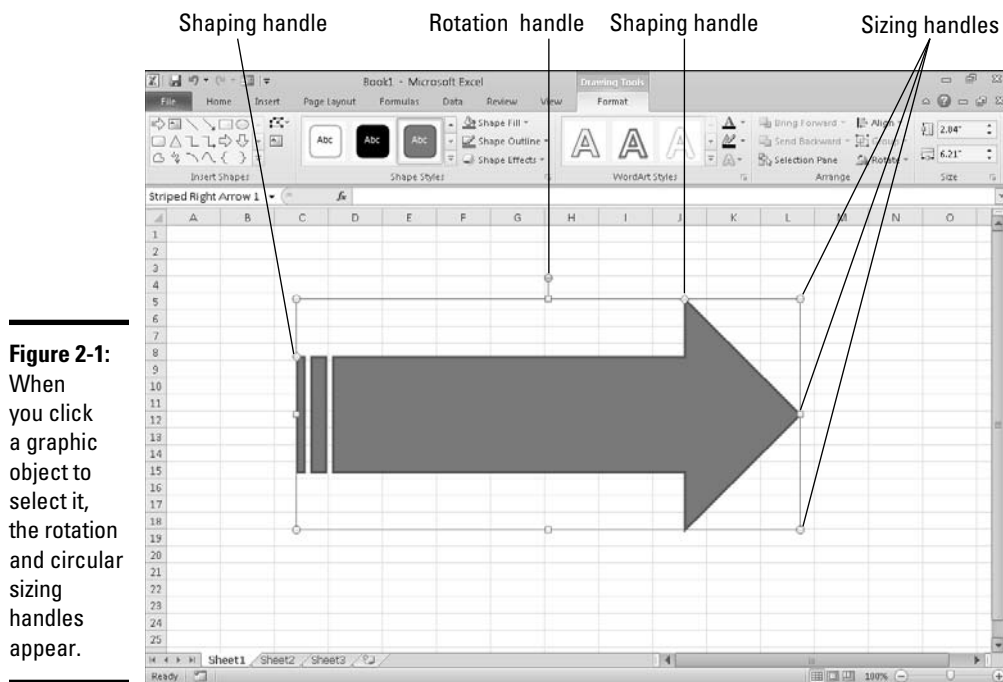 Shaping handle Rotation handle Shaping handle Sizing handles
Book1 - Microsoft Excel Drawing Tools
File Home Insert Page Layout Formulas Data Review View Format
Abc Abc Abc
Shape Fill
Shape Outline
Shape Effects
A A A
Bring Forward Align
Send Backward Group
Selection Pane Rotate
2.04"
6.21"
Insert Shapes Shape Styles WordArt Styles Arrange Size
Striped Right Arrow 1 fx
A B C D E F G H I J K L M N O
1
2
3
4
5
6
7
8
9
10
11
12
13
14
15
16
17
18
19
20
21
22
23
24
25
Sheet1 Sheet2 Sheet3
Ready 100%
Figure 2-1:
When
you click
a graphic
object to
select it,
the rotation
and circular
sizing
handles
appear.